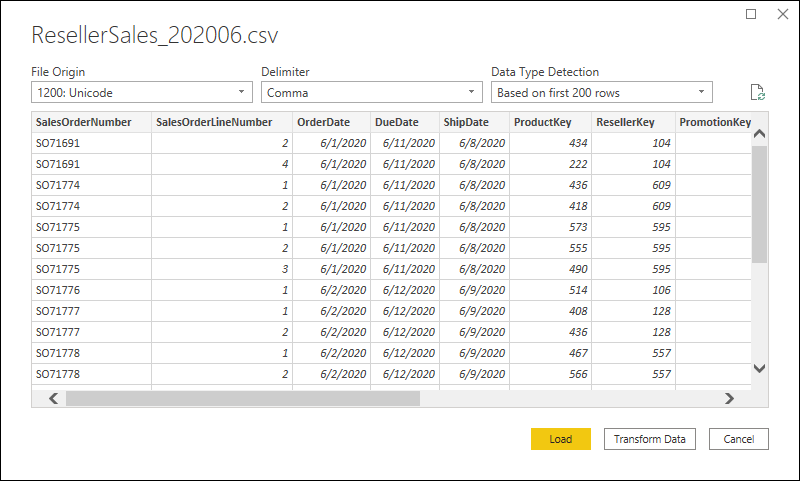 ResellerSales_202006.csv
File Origin Delimiter Data Type Detection
1200: Unicode Comma Based on first 200 rows
SalesOrderNumber SalesOrderLineNumber OrderDate DueDate ShipDate ProductKey ResellerKey PromotionKey
SO71691 2 6/1/2020 6/11/2020 6/8/2020 434 104
SO71691 4 6/1/2020 6/11/2020 6/8/2020 222 104
SO71774 1 6/1/2020 6/11/2020 6/8/2020 436 609
SO71774 2 6/1/2020 6/11/2020 6/8/2020 418 609
SO71775 1 6/1/2020 6/11/2020 6/8/2020 573 595
SO71775 2 6/1/2020 6/11/2020 6/8/2020 555 595
SO71775 3 6/1/2020 6/11/2020 6/8/2020 490 595
SO71776 1 6/2/2020 6/12/2020 6/9/2020 514 106
SO71777 1 6/2/2020 6/12/2020 6/9/2020 408 128
SO71777 2 6/2/2020 6/12/2020 6/9/2020 436 128
SO71778 1 6/2/2020 6/12/2020 6/9/2020 467 557
SO71778 2 6/2/2020 6/12/2020 6/9/2020 566 557
Load Transform Data Cancel